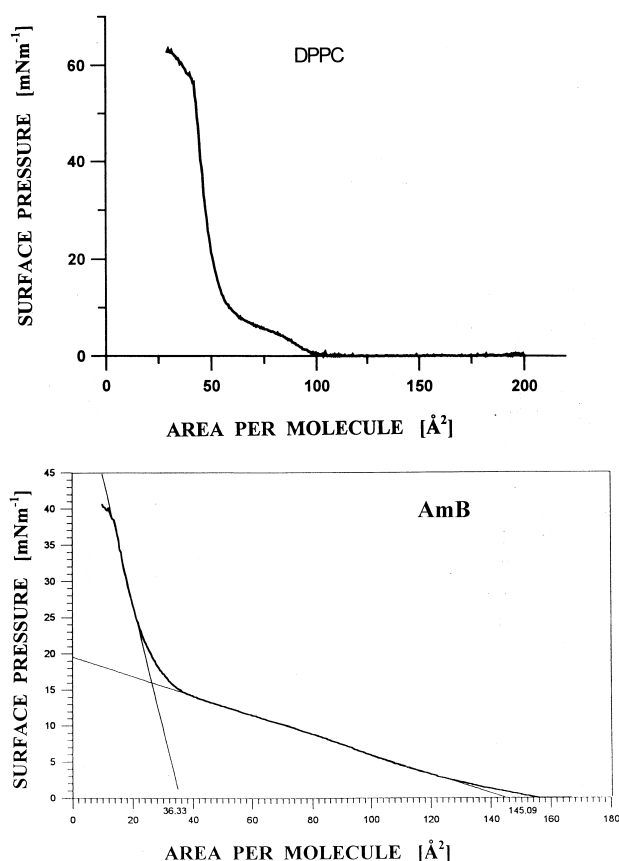 DPPC
SURFACE PRESSURE [mNm⁻¹]
60
40
20
0
0 50 100 150 200
AREA PER MOLECULE [Å²]
AmB
SURFACE PRESSURE [mNm⁻¹]
45
40
35
30
25
20
15
10
5
0
0 20 40 60 80 100 120 140 160 180
36.33 145.09
AREA PER MOLECULE [Å²]